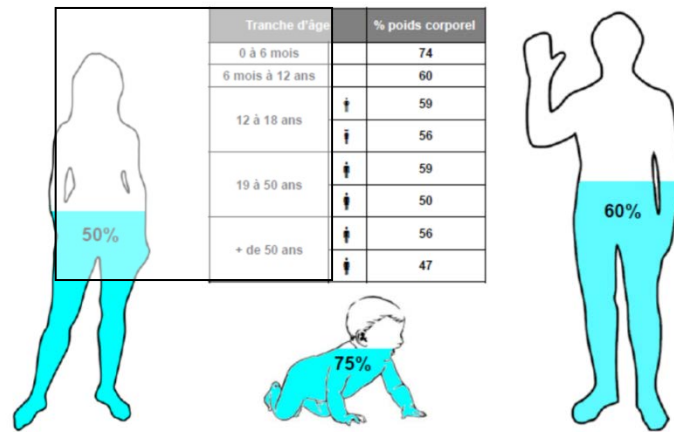 Tranche d'âge % poids corporel
0 à 6 mois 74
6 mois à 12 ans 60
12 à 18 ans 59
56
19 à 50 ans 59
50
+ de 50 ans 56
47
50%
60%
75%